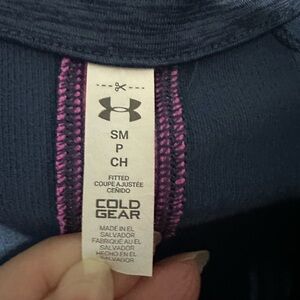 SM
P
CH
FITTED
COUPE AJUSTÉE
CEÑIDO
COLD
GEAR
MADE IN EL
SALVADOR
FABRIQUÉ AU EL
SALVADOR
HECHO EN EL
SALVADOR